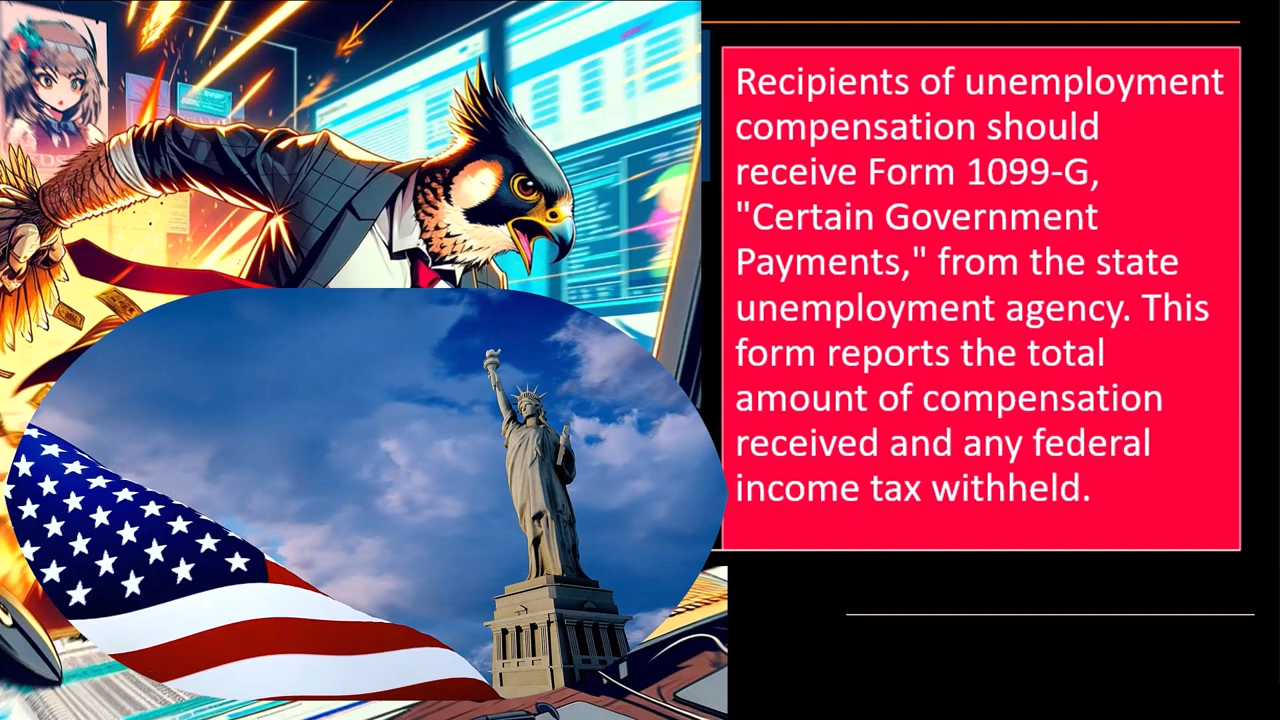 Recipients of unemployment
compensation should
receive Form 1099-G,
"Certain Government
Payments," from the state
unemployment agency. This
form reports the total
amount of compensation
received and any federal
income tax withheld.